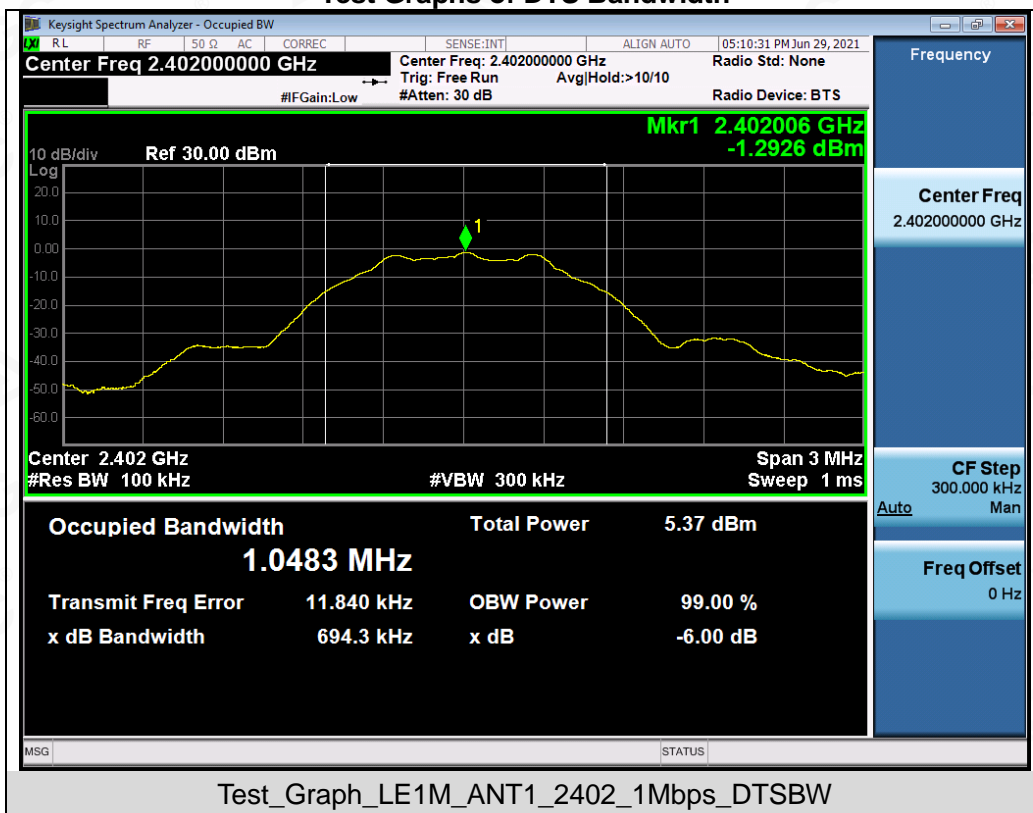 Test Graphs of DTS Bandwidth
Keysight Spectrum Analyzer - Occupied BW
LXI RL RF 50 Ω AC CORREC SENSE:INT ALIGN AUTO 05:10:31 PM Jun 29, 2021
Center Freq 2.402000000 GHz
Center Freq: 2.402000000 GHz
Radio Std: None
Trig: Free Run Avg|Hold:>10/10
#IFGain:Low
#Atten: 30 dB
Radio Device: BTS
Frequency
Mkr1 2.402006 GHz
-1.2926 dBm
10 dB/div Ref 30.00 dBm
Log
20.0
10.0
0.00
-10.0
-20.0
-30.0
-40.0
-50.0
-60.0
1
Center 2.402 GHz
Span 3 MHz
#Res BW 100 kHz
#VBW 300 kHz
Sweep 1 ms
Center Freq
2.402000000 GHz
CF Step
300.000 kHz
Auto Man
Freq Offset
0 Hz
Occupied Bandwidth
Total Power 5.37 dBm
1.0483 MHz
Transmit Freq Error 11.840 kHz
OBW Power 99.00 %
x dB Bandwidth 694.3 kHz
x dB -6.00 dB
MSG
STATUS
Test_Graph_LE1M_ANT1_2402_1Mbps_DTSBW